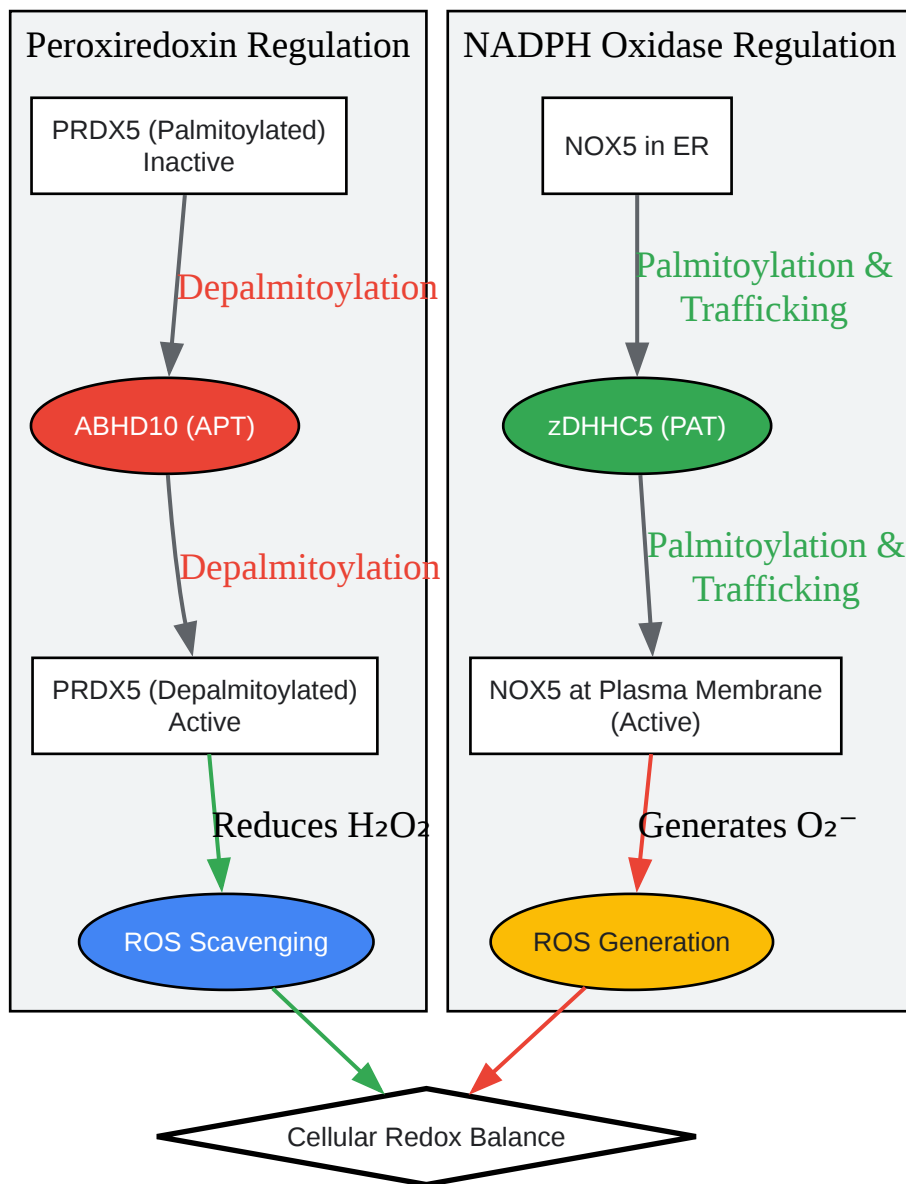 Peroxiredoxin Regulation
PRDX5 (Palmitoylated)
Inactive
Depalmitoylation
ABHD10 (APT)
Depalmitoylation
PRDX5 (Depalmitoylated)
Active
Reduces H₂O₂
ROS Scavenging
NADPH Oxidase Regulation
NOX5 in ER
Palmitoylation &
Trafficking
zDHHC5 (PAT)
Palmitoylation &
Trafficking
NOX5 at Plasma Membrane
(Active)
Generates O₂⁻
ROS Generation
Cellular Redox Balance